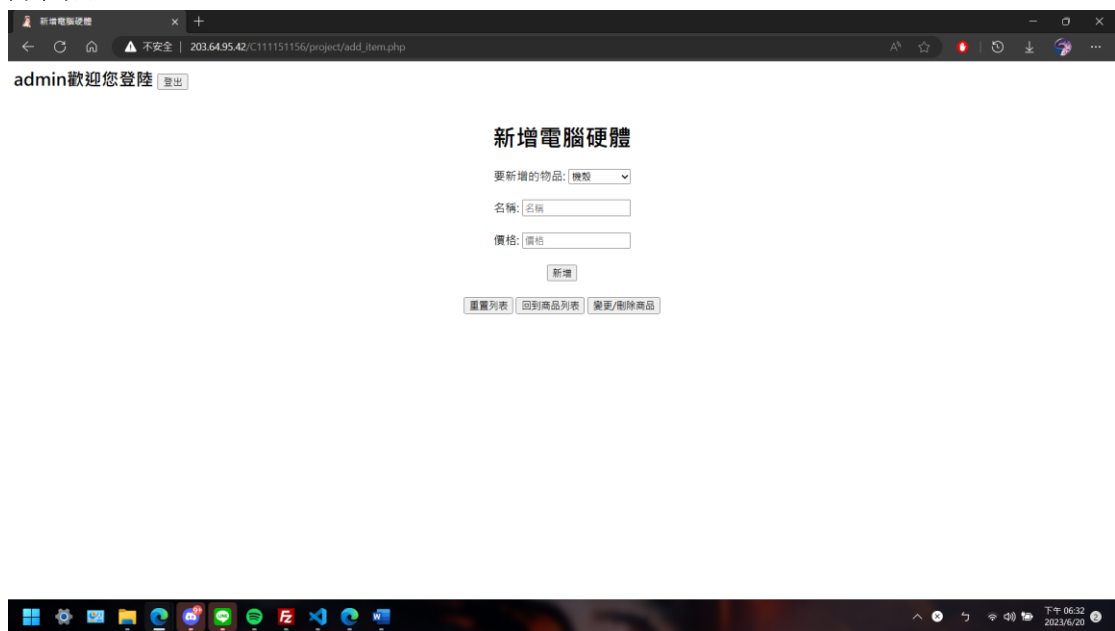 新增電腦硬體
不安全 | 203.64.95.42/C111151156/project/add_item.php
admin歡迎您登陸 登出
新增電腦硬體
要新增的物品: 機殼
名稱: 名稱
價格: 價格
新增
重置列表 回到商品列表 變更/刪除商品
下午 06:32
2023/6/20